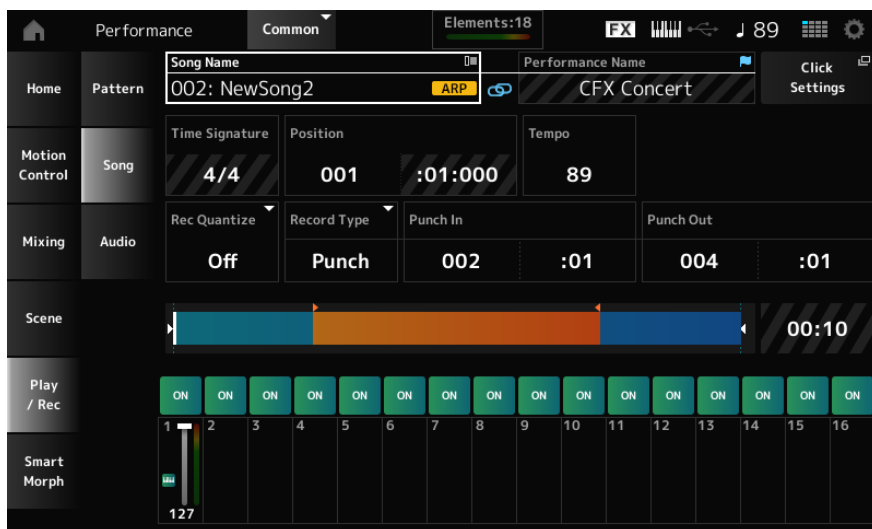 Performance
Common
Elements:18
FX
♩ 89
Home
Pattern
Song Name
002: NewSong2
ARP
Performance Name
CFX Concert
Click
Settings
Motion
Control
Song
Time Signature
4/4
Position
001
:01:000
Tempo
89
Mixing
Audio
Rec Quantize
Off
Record Type
Punch
Punch In
002
:01
Punch Out
004
:01
Scene
00:10
Play
/ Rec
ON ON ON ON ON ON ON ON ON ON ON ON ON ON ON ON
1 2 3 4 5 6 7 8 9 10 11 12 13 14 15 16
127
Smart
Morph